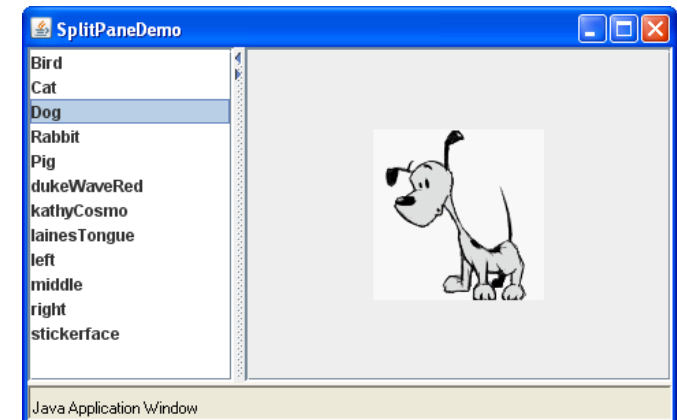 SplitPaneDemo
Bird
Cat
Dog
Rabbit
Pig
dukeWaveRed
kathyCosmo
lainesTongue
left
middle
right
stickerface
Java Application Window